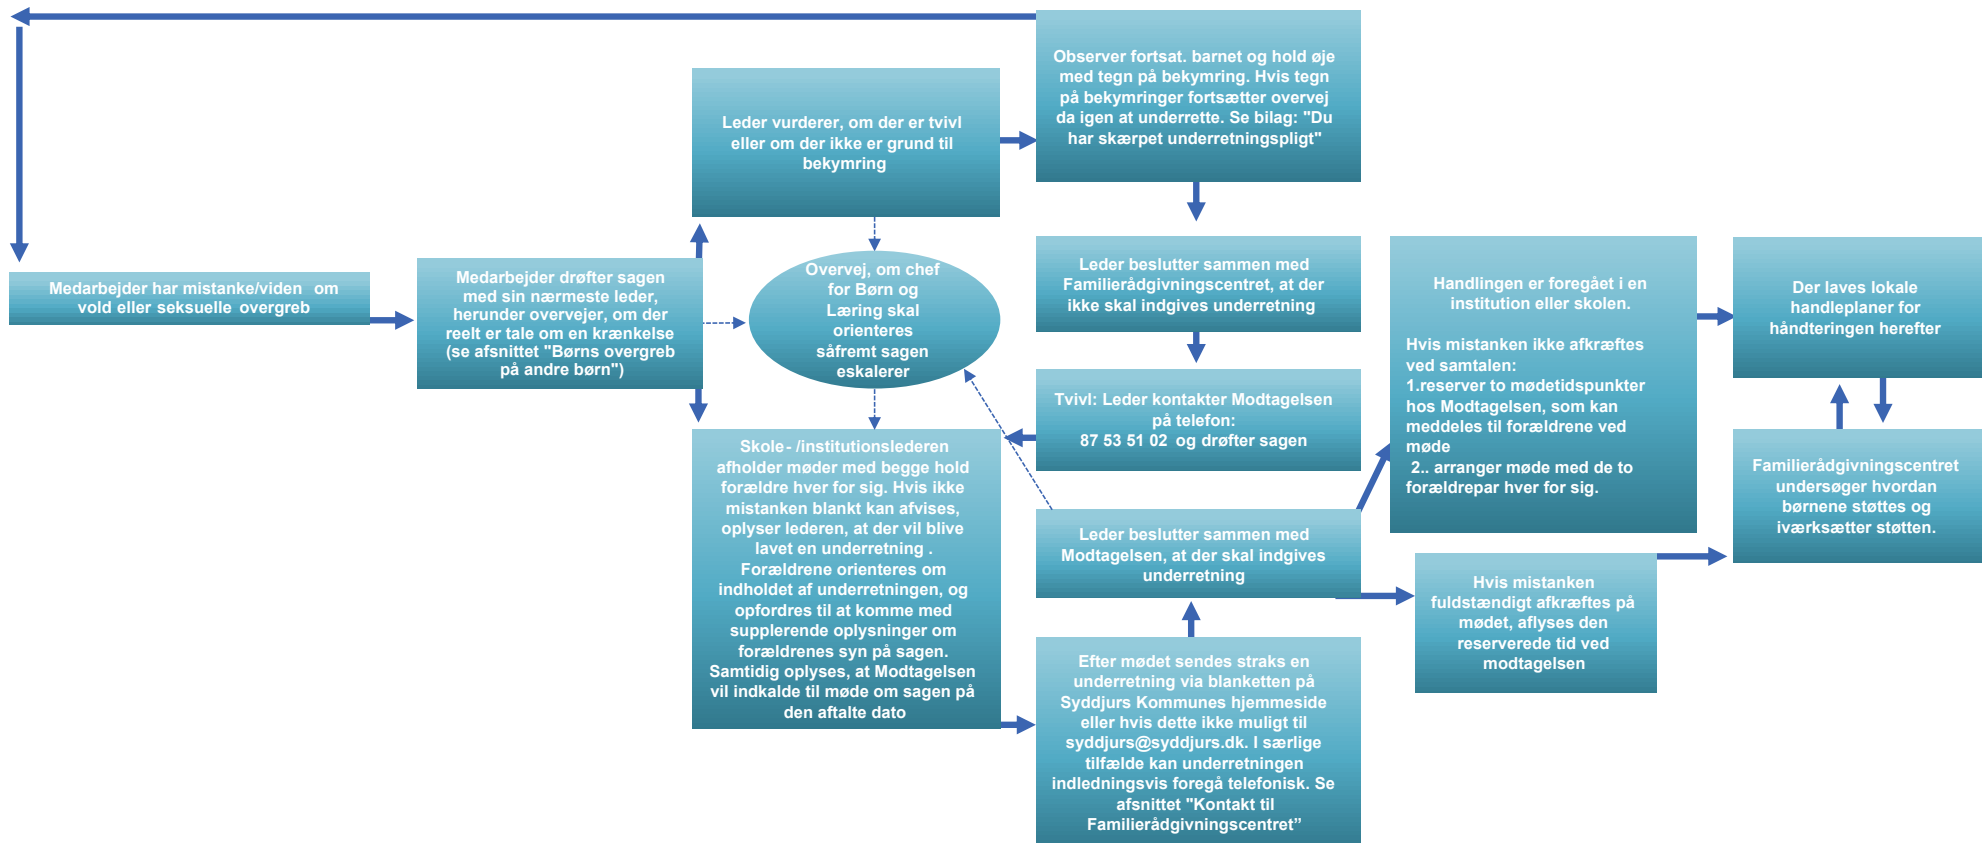 Medarbejder har mistanke/viden om
vold eller seksuelle overgreb
Medarbejder drøfter sagen
med sin nærmeste leder,
herunder overvejer, om der
reelt er tale om en krænkelse
(se afsnittet "Børns overgreb
på andre børn")
Leder vurderer, om der er tvivl
eller om der ikke er grund til
bekymring
Overvej, om chef
for Børn og
Læring skal
orienteres
såfremt sagen
eskalerer
Skole- /institutionslederen
afholder møder med begge hold
forældre hver for sig. Hvis ikke
mistanken blankt kan afvises,
oplyser lederen, at der vil blive
lavet en underretning .
Forældrene orienteres om
indholdet af underretningen, og
opfordres til at komme med
supplerende oplysninger om
forældrenes syn på sagen.
Samtidig oplyses, at Modtagelsen
vil indkalde til møde om sagen på
den aftalte dato
Observer fortsat. barnet og hold øje
med tegn på bekymring. Hvis tegn
på bekymringer fortsætter overvej
da igen at underrette. Se bilag: "Du
har skærpet underretningspligt"
Leder beslutter sammen med
Familierådgivningscentret, at der
ikke skal indgives underretning
Tvivl: Leder kontakter Modtagelsen
på telefon:
87 53 51 02 og drøfter sagen
Leder beslutter sammen med
Modtagelsen, at der skal indgives
underretning
Efter mødet sendes straks en
underretning via blanketten på
Syddjurs Kommunes hjemmeside
eller hvis dette ikke muligt til
syddjurs@syddjurs.dk. I særlige
tilfælde kan underretningen
indledningsvis foregå telefonisk. Se
afsnittet "Kontakt til
Familierådgivningscentret”
Handlingen er foregået i en
institution eller skolen.
Hvis mistanken ikke afkræftes
ved samtalen:
1.reserver to mødetidspunkter
hos Modtagelsen, som kan
meddeles til forældrene ved
møde
2.. arranger møde med de to
forældrepar hver for sig.
Hvis mistanken
fuldstændigt afkræftes på
mødet, aflyses den
reserverede tid ved
modtagelsen
Der laves lokale
handleplaner for
håndteringen herefter
Familierådgivningscentret
undersøger hvordan
børnene støttes og
iværksætter støtten.